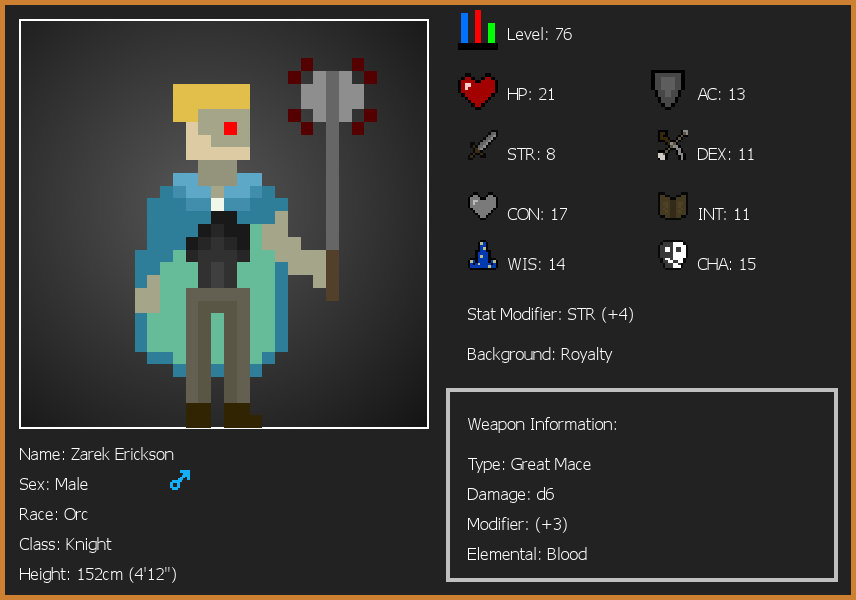 Level: 76
HP: 21
AC: 13
STR: 8
DEX: 11
CON: 17
INT: 11
WIS: 14
CHA: 15
Stat Modifier: STR (+4)
Background: Royalty
Weapon Information:
Type: Great Mace
Damage: d6
Modifier: (+3)
Elemental: Blood
Name: Zarek Erickson
Sex: Male
Race: Orc
Class: Knight
Height: 152cm (4'12")